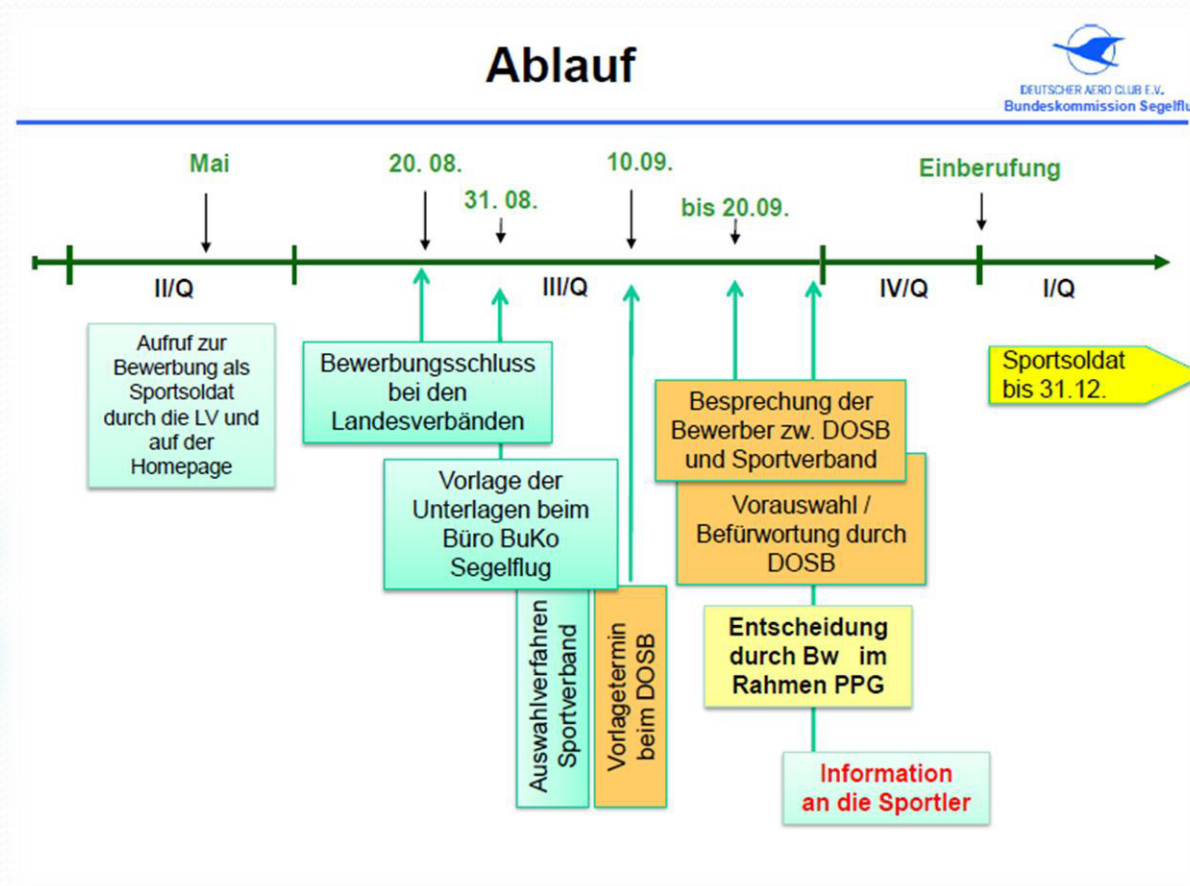 Ablauf
DEUTSCHER AERO CLUB E.V.
Bundeskommission Segelflu
Mai
20. 08.
31. 08.
10.09.
bis 20.09.
Einberufung
II/Q
III/Q
IV/Q
I/Q
Aufruf zur
Bewerbung als
Sportsoldat
durch die LV und
auf der
Homepage
Bewerbungsschluss
bei den
Landesverbänden
Vorlage der
Unterlagen beim
Büro BuKo
Segelflug
Auswahlverfahren
Sportverband
Vorlagetermin
beim DOSB
Besprechung der
Bewerber zw. DOSB
und Sportverband
Vorauswahl /
Befürwortung durch
DOSB
Entscheidung
durch Bw im
Rahmen PPG
Information
an die Sportler
Sportsoldat
bis 31.12.